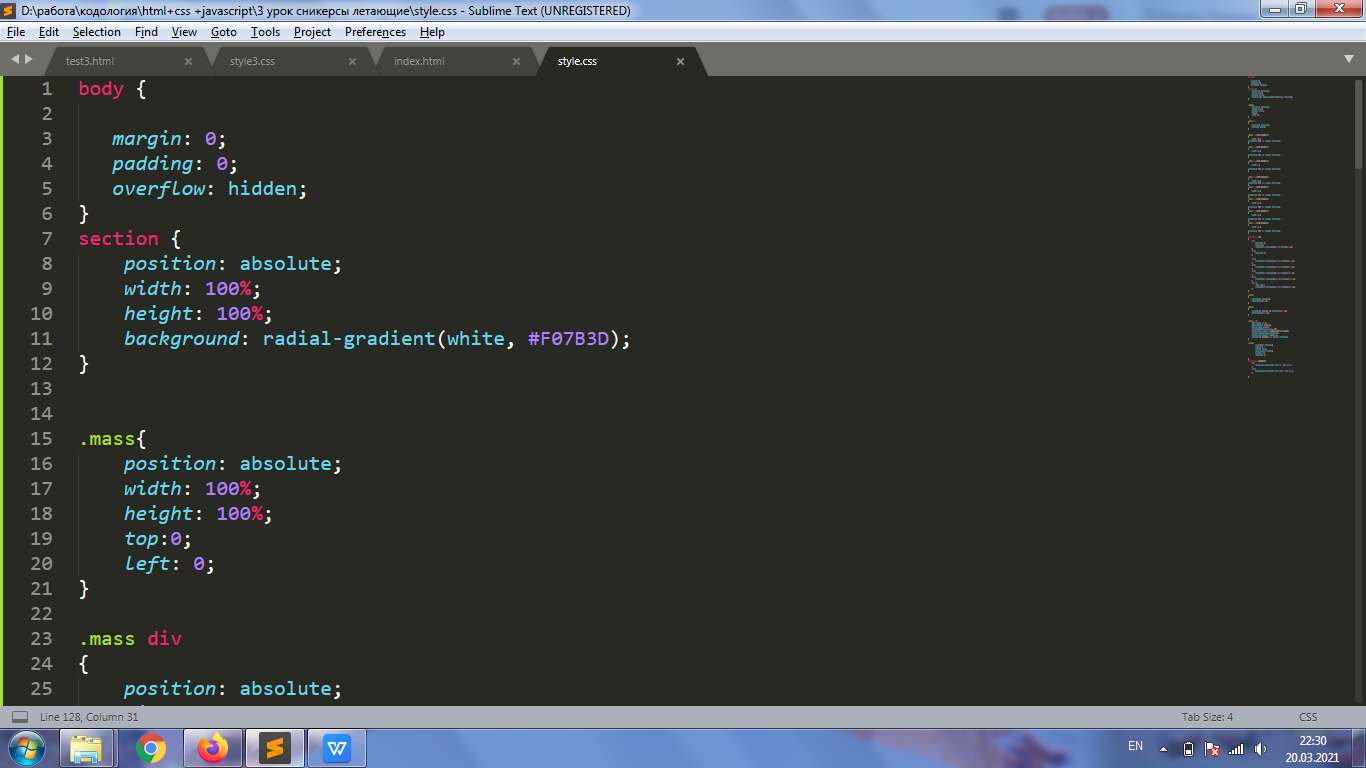 D:\работа\кодология\html+css +javascript\3 урок сникерсы летающие\style.css - Sublime Text (UNREGISTERED)
File Edit Selection Find View Goto Tools Project Preferences Help
test3.html style3.css index.html style.css
1 body {
2
3 margin: 0;
4 padding: 0;
5 overflow: hidden;
6 }
7 section {
8 position: absolute;
9 width: 100%;
10 height: 100%;
11 background: radial-gradient(white, #F07B3D);
12 }
13
14
15 .mass{
16 position: absolute;
17 width: 100%;
18 height: 100%;
19 top:0;
20 left: 0;
21 }
22
23 .mass div
24 {
25 position: absolute;
Line 128, Column 31 Tab Size: 4 CSS
EN 22:30
20.03.2021